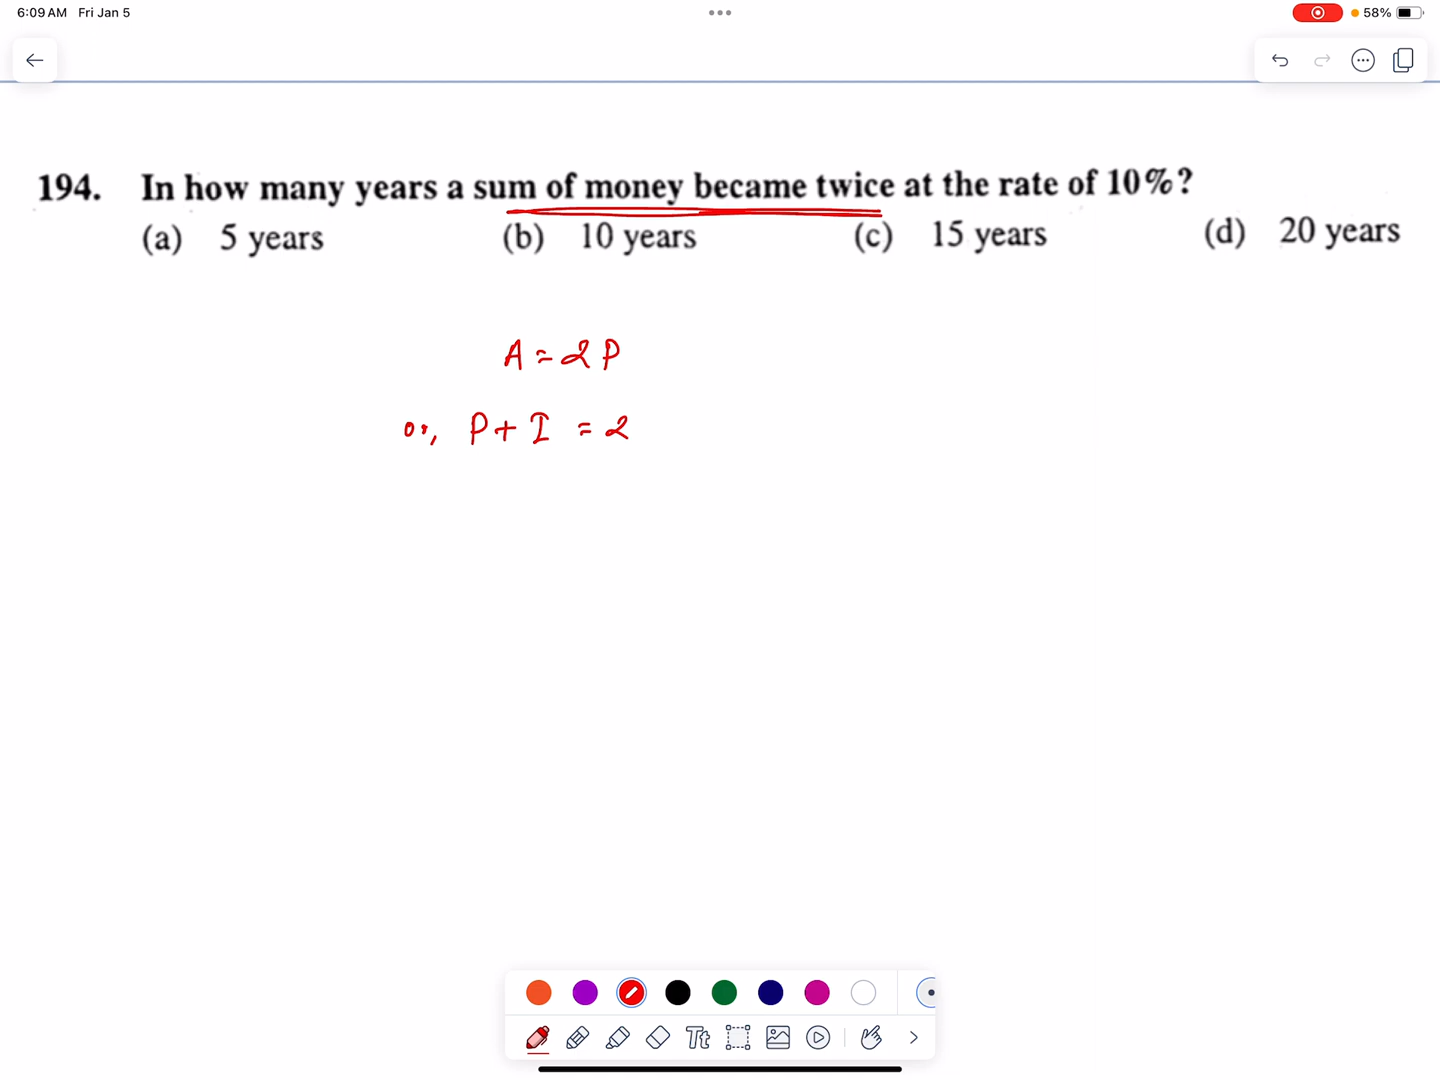 6:09 AM Fri Jan 5
58%
194. In how many years a sum of money became twice at the rate of 10%?
(a) 5 years (b) 10 years (c) 15 years (d) 20 years
A = 2P
or, P + I = 2
Tt